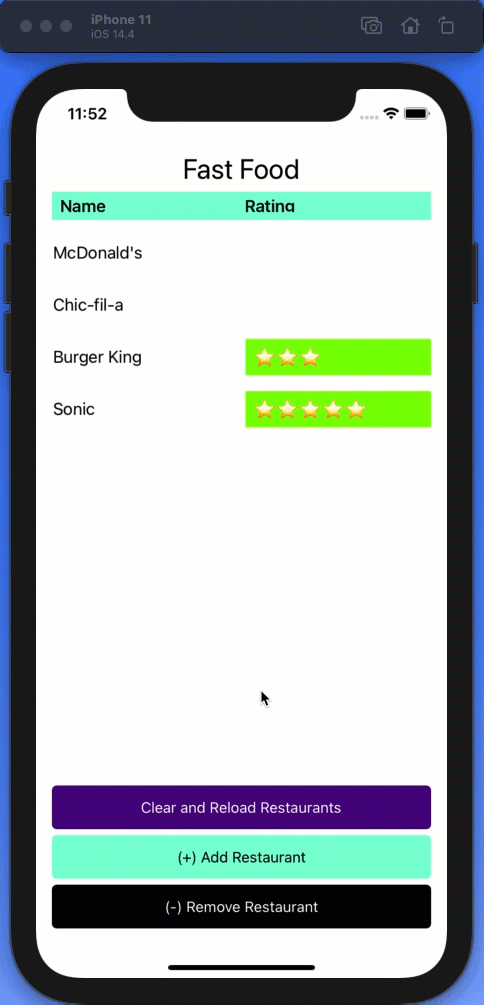 iPhone 11
iOS 14.4
11:52
Fast Food
Name Rating
McDonald's
Chic-fil-a
Burger King
Sonic
Clear and Reload Restaurants
(+) Add Restaurant
(-) Remove Restaurant